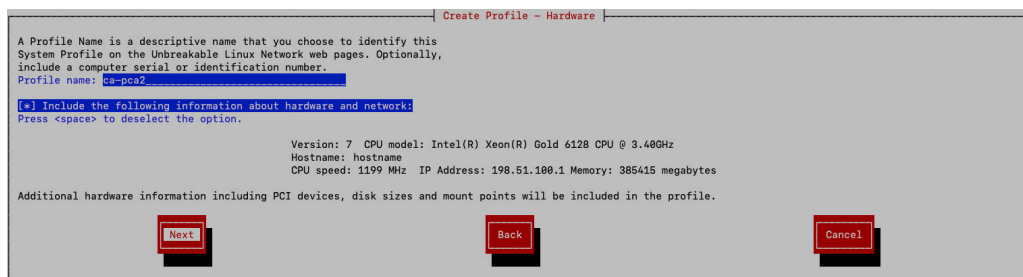 Create Profile - Hardware
A Profile Name is a descriptive name that you choose to identify this
System Profile on the Unbreakable Linux Network web pages. Optionally,
include a computer serial or identification number.
Profile name: ca-pca2_________________________________
[*] Include the following information about hardware and network:
Press <space> to deselect the option.
Version: 7 CPU model: Intel(R) Xeon(R) Gold 6128 CPU @ 3.40GHz
Hostname: hostname
CPU speed: 1199 MHz IP Address: 198.51.100.1 Memory: 385415 megabytes
Additional hardware information including PCI devices, disk sizes and mount points will be included in the profile.
Next Back Cancel